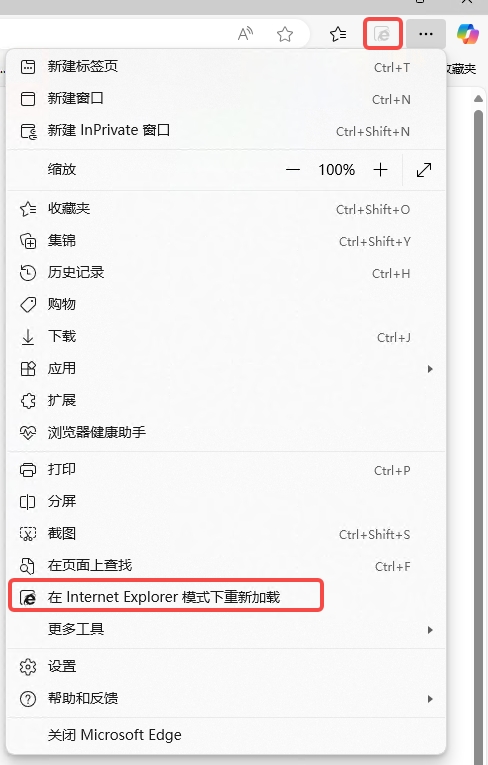 A
收藏夹
新建标签页 Ctrl+T
新建窗口 Ctrl+N
新建 InPrivate 窗口 Ctrl+Shift+N
缩放 — 100% +
收藏夹 Ctrl+Shift+O
集锦 Ctrl+Shift+Y
历史记录 Ctrl+H
购物
下载 Ctrl+J
应用
扩展
浏览器健康助手
打印 Ctrl+P
分屏
截图 Ctrl+Shift+S
在页面上查找 Ctrl+F
在 Internet Explorer 模式下重新加载
更多工具
设置
帮助和反馈
关闭 Microsoft Edge